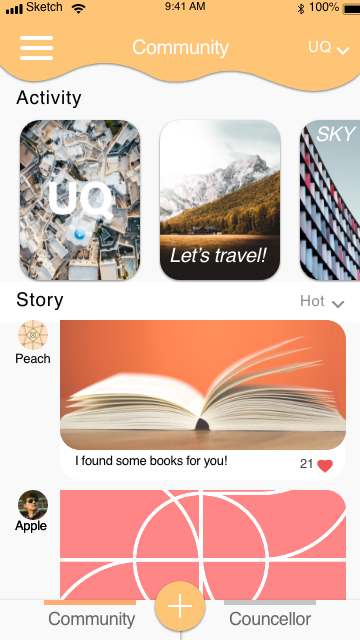 Sketch 9:41 AM 100%
Community UQ
Activity
UQ
Let's travel!
SKY
Story Hot
Peach
I found some books for you! 21
Apple
Community + Councellor